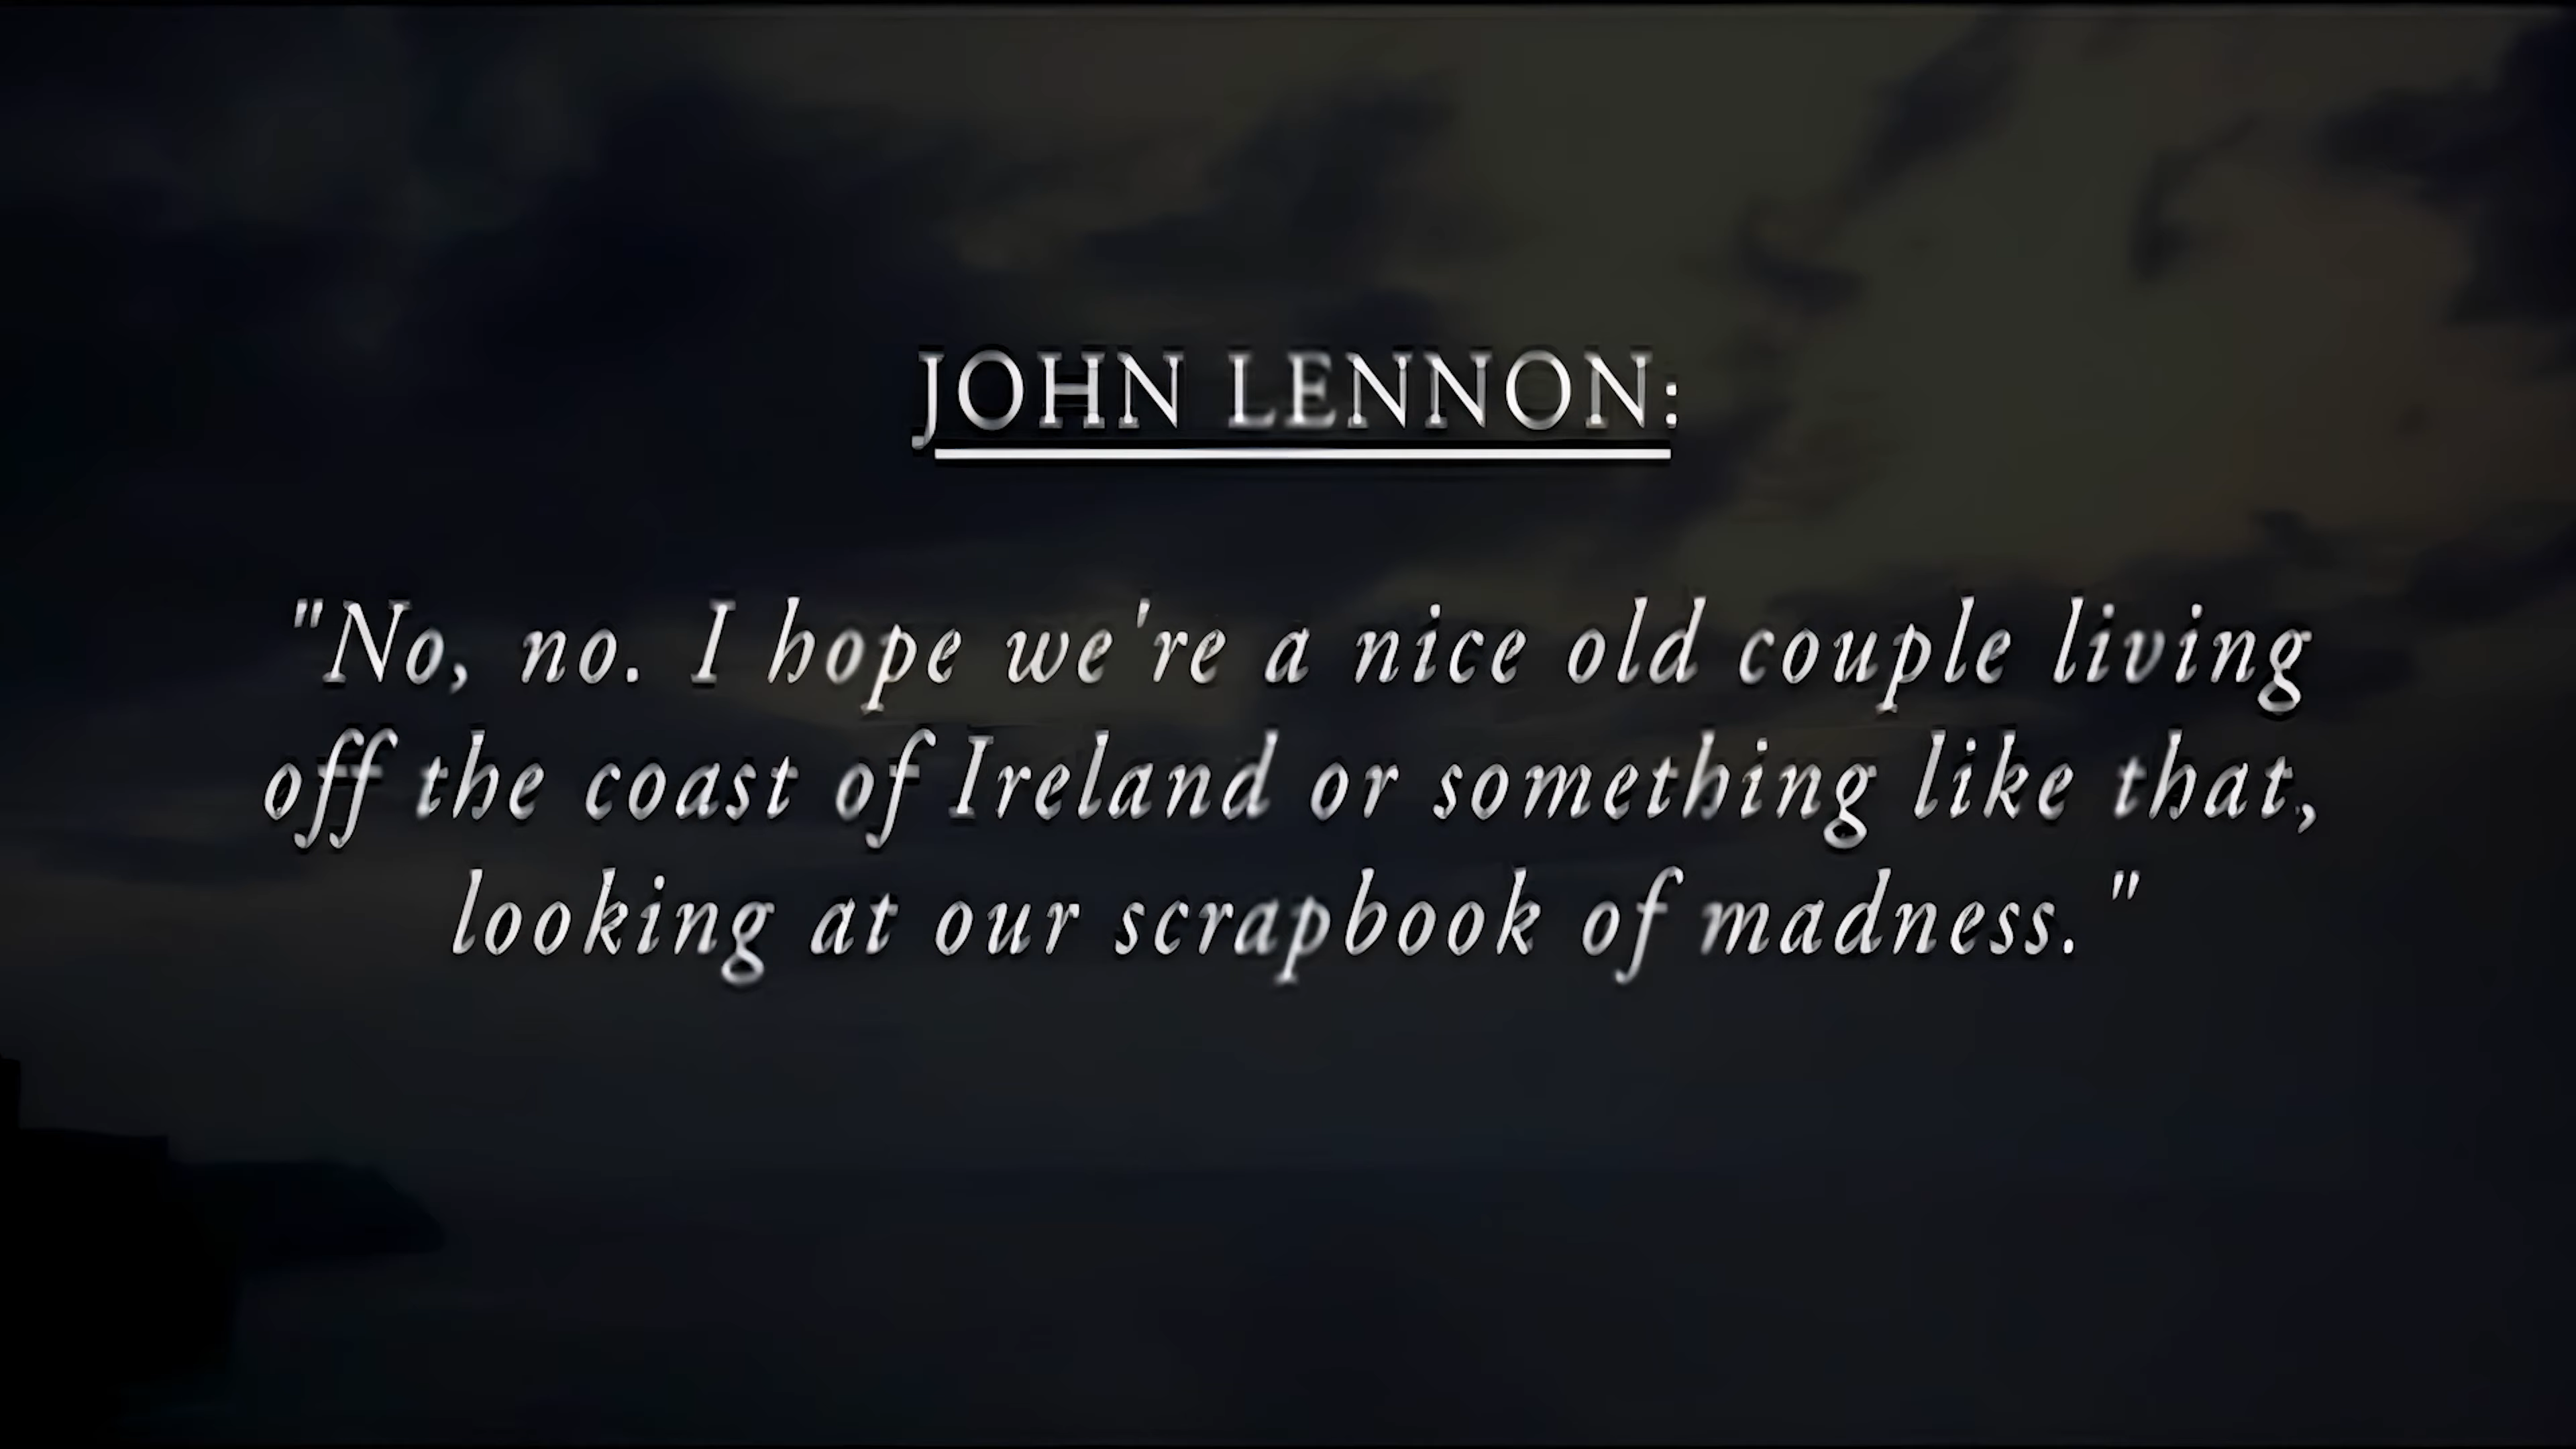 JOHN LENNON:
"No, no. I hope we're a nice old couple living
off the coast of Ireland or something like that,
looking at our scrapbook of madness."